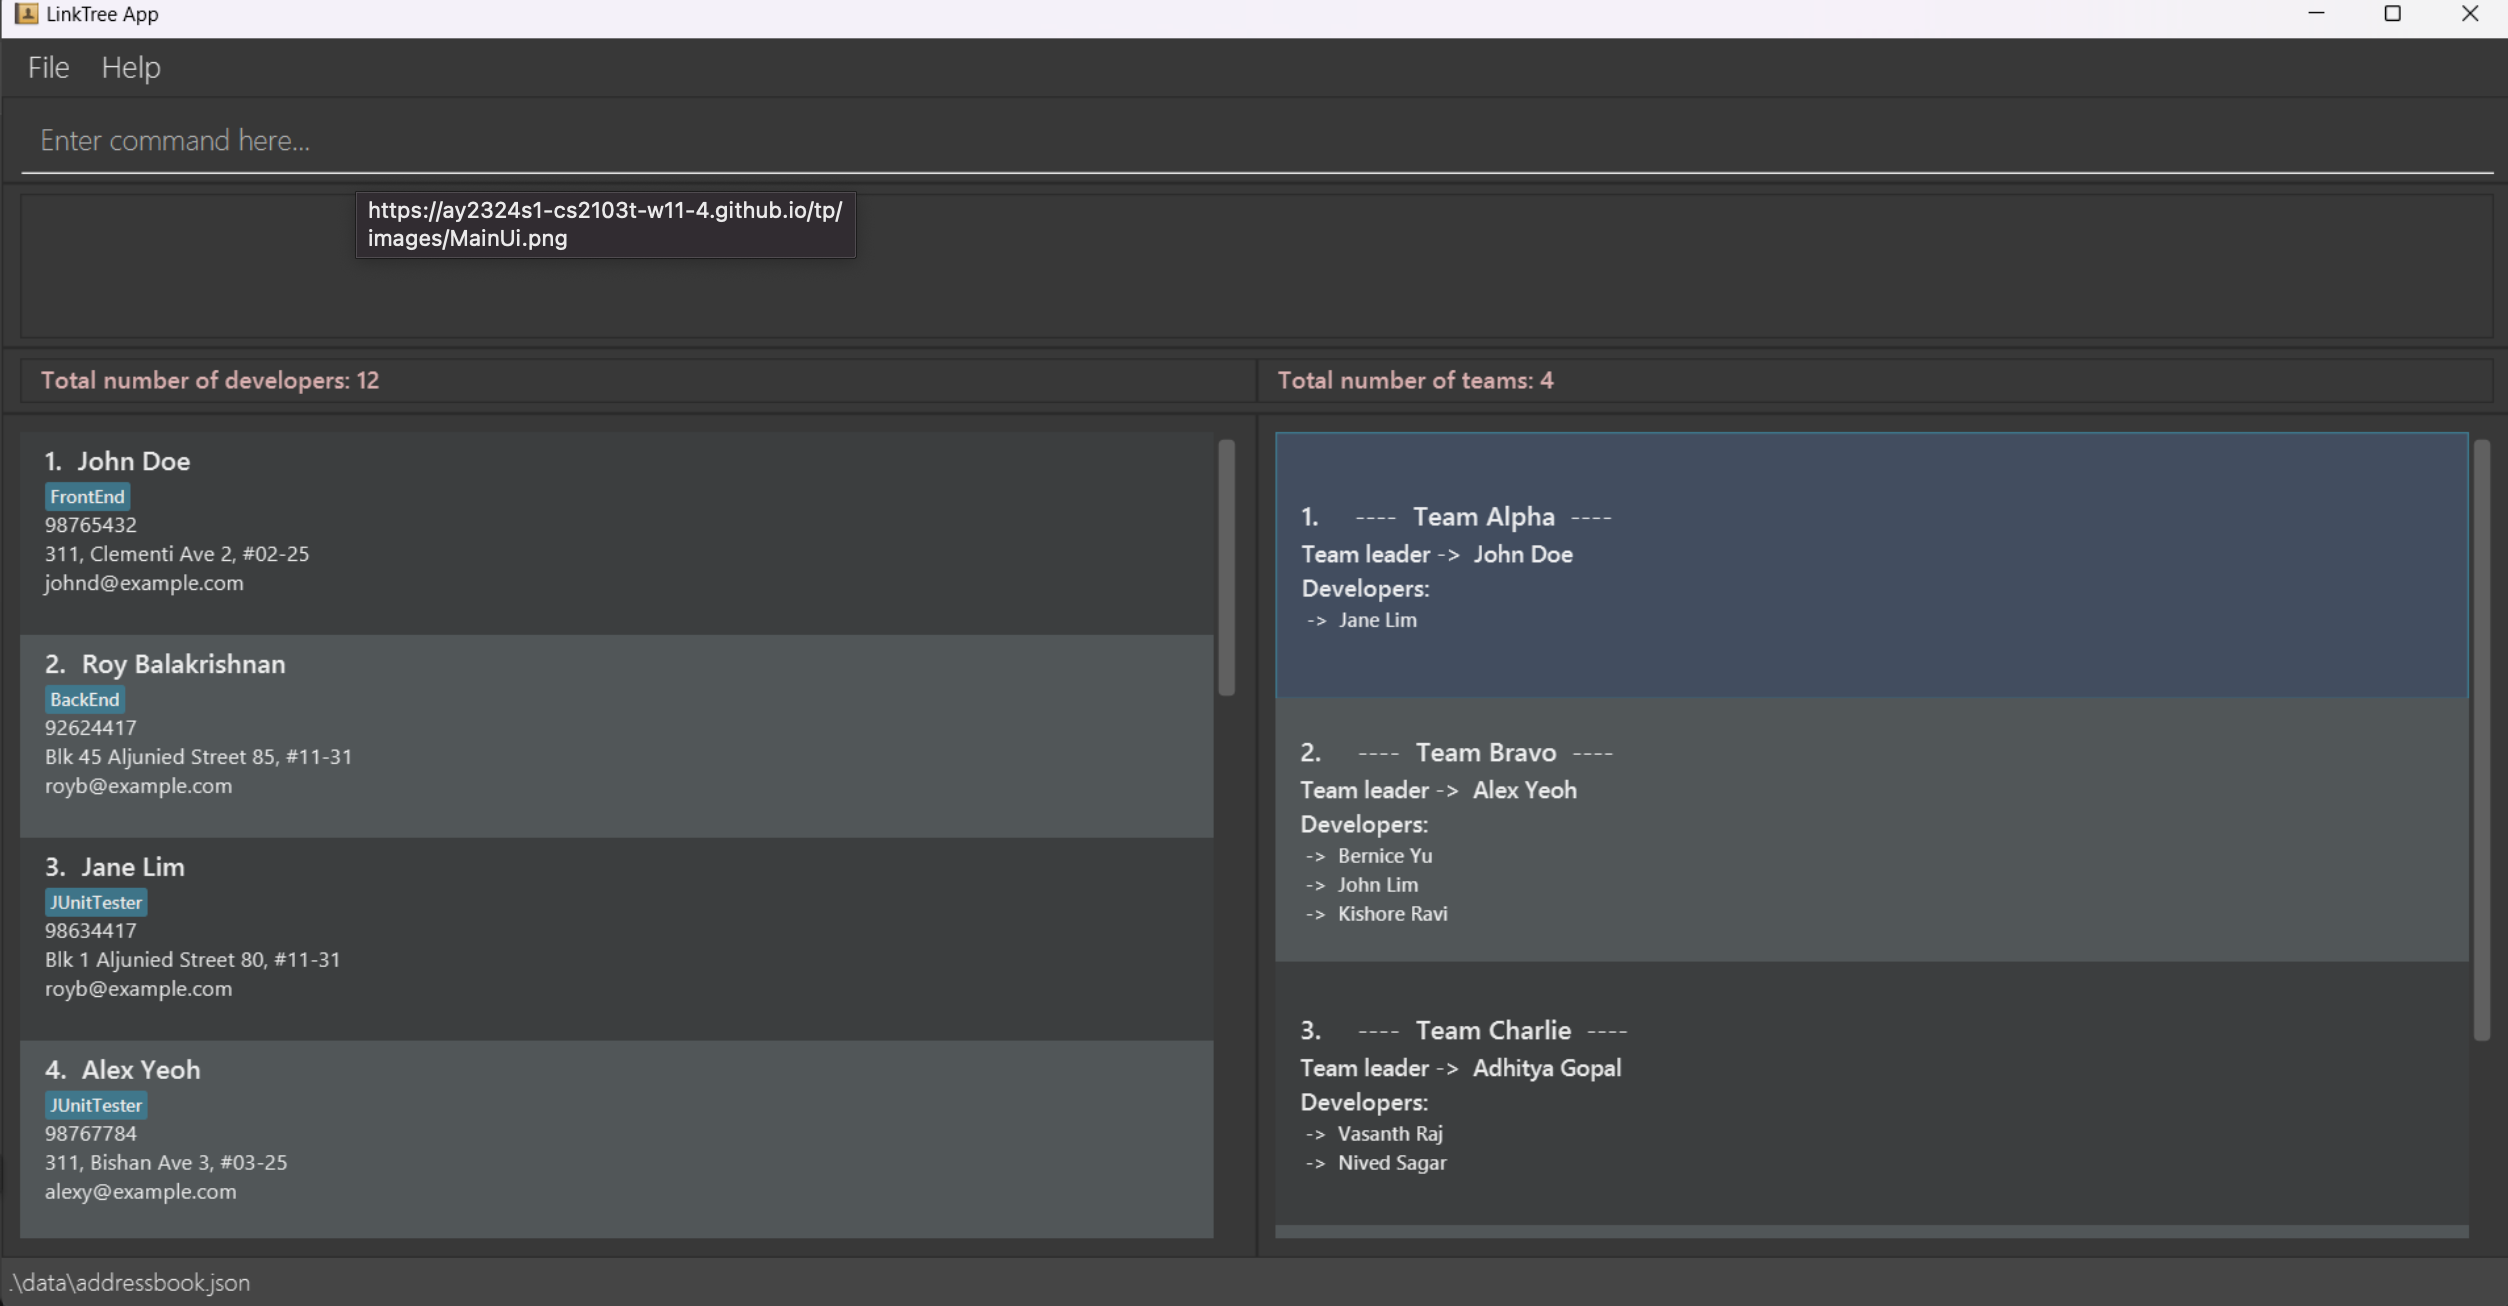 LinkTree App
File Help
Enter command here...
https://ay2324s1-cs2103t-w11-4.github.io/tp/
images/MainUi.png
Total number of developers: 12
Total number of teams: 4
1. John Doe
FrontEnd
98765432
311, Clementi Ave 2, #02-25
johnd@example.com
2. Roy Balakrishnan
BackEnd
92624417
Blk 45 Aljunied Street 85, #11-31
royb@example.com
3. Jane Lim
JUnitTester
98634417
Blk 1 Aljunied Street 80, #11-31
royb@example.com
4. Alex Yeoh
JUnitTester
98767784
311, Bishan Ave 3, #03-25
alexy@example.com
1. ---- Team Alpha ----
Team leader -> John Doe
Developers:
-> Jane Lim
2. ---- Team Bravo ----
Team leader -> Alex Yeoh
Developers:
-> Bernice Yu
-> John Lim
-> Kishore Ravi
3. ---- Team Charlie ----
Team leader -> Adhitya Gopal
Developers:
-> Vasanth Raj
-> Nived Sagar
.\data\addressbook.json